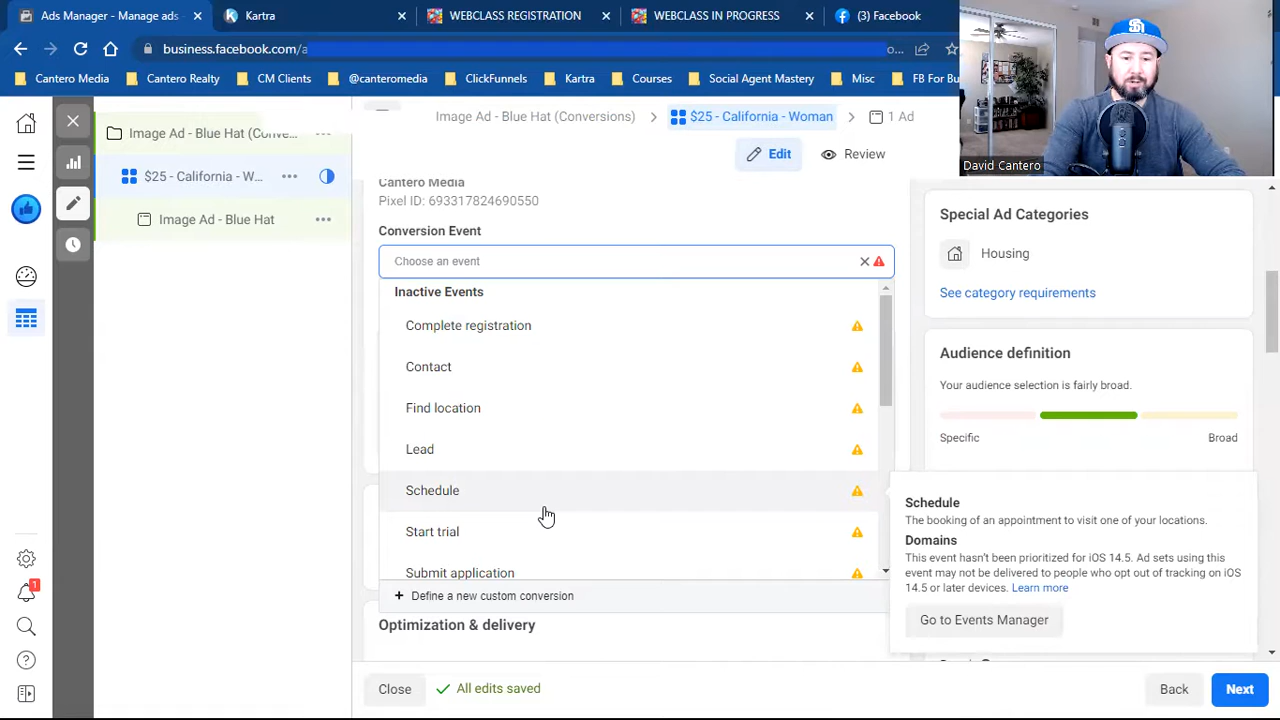 Ads Manager - Manage ads -
Kartra
WEBCLASS REGISTRATION
WEBCLASS IN PROGRESS
(3) Facebook
business.facebook.com/a
o...
Cantero Media
Cantero Realty
CM Clients
@canteromedia
ClickFunnels
Kartra
Courses
Social Agent Mastery
Misc
FB For Bu
David Cantero
Image Ad - Blue Hat (Conve...
$25 - California - W...
Image Ad - Blue Hat
1
Image Ad - Blue Hat (Conversions)
$25 - California - Woman
1 Ad
Edit
Review
Cantero Media
Pixel ID: 693317824690550
Conversion Event
Choose an event
Inactive Events
Complete registration
Contact
Find location
Lead
Schedule
Start trial
Submit application
+ Define a new custom conversion
Optimization & delivery
Special Ad Categories
Housing
See category requirements
Audience definition
Your audience selection is fairly broad.
Specific
Broad
Schedule
The booking of an appointment to visit one of your locations.
Domains
This event hasn't been prioritized for iOS 14.5. Ad sets using this
event may not be delivered to people who opt out of tracking on iOS
14.5 or later devices. Learn more
Go to Events Manager
Close
All edits saved
Back
Next